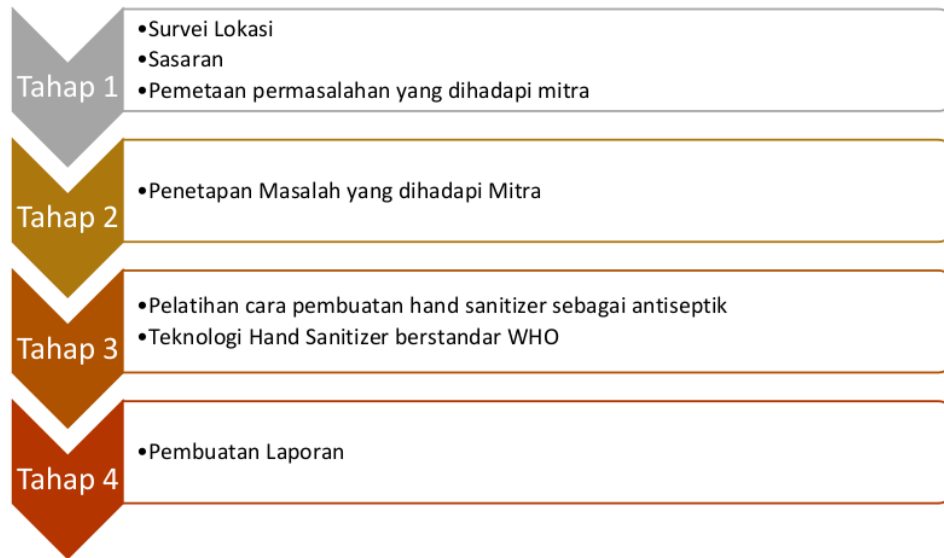 Tahap 1
•Survei Lokasi
•Sasaran
•Pemetaan permasalahan yang dihadapi mitra
Tahap 2
•Penetapan Masalah yang dihadapi Mitra
Tahap 3
•Pelatihan cara pembuatan hand sanitizer sebagai antiseptik
•Teknologi Hand Sanitizer berstandar WHO
Tahap 4
•Pembuatan Laporan